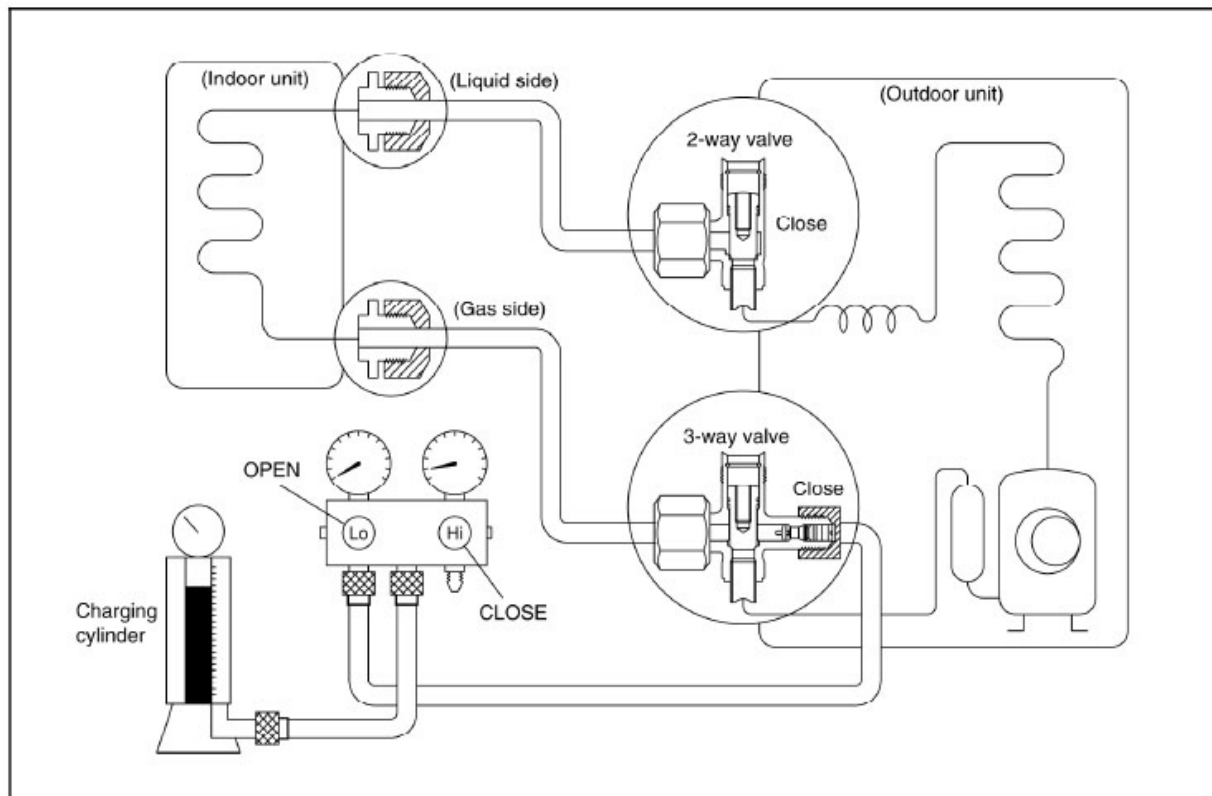 (Indoor unit)
(Liquid side)
(Outdoor unit)
2-way valve
Close
(Gas side)
3-way valve
Close
OPEN
Lo
Hi
CLOSE
Charging
cylinder